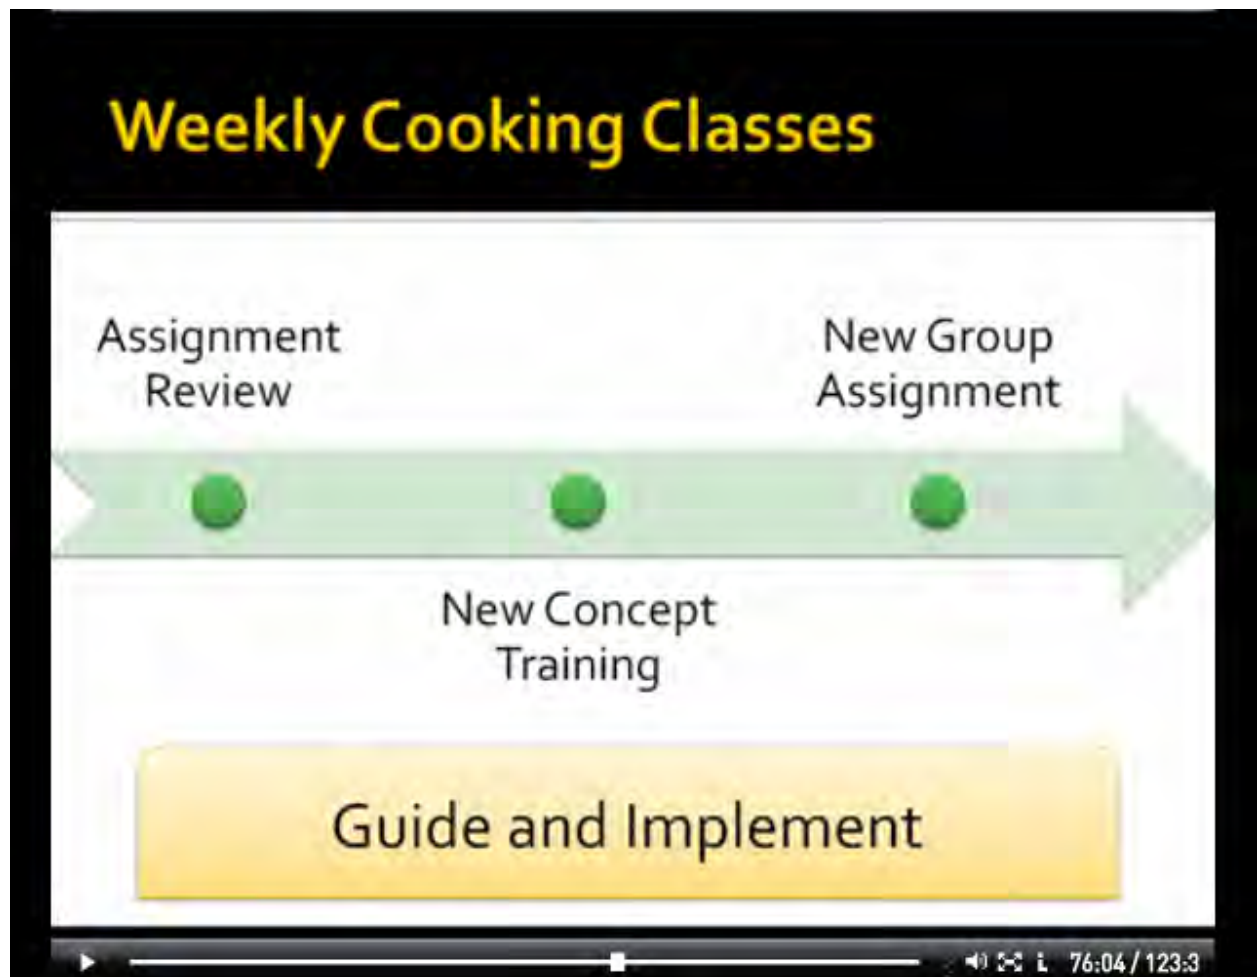 Weekly Cooking Classes
Assignment
Review
New Group
Assignment
New Concept
Training
Guide and Implement
76:04 / 123:3